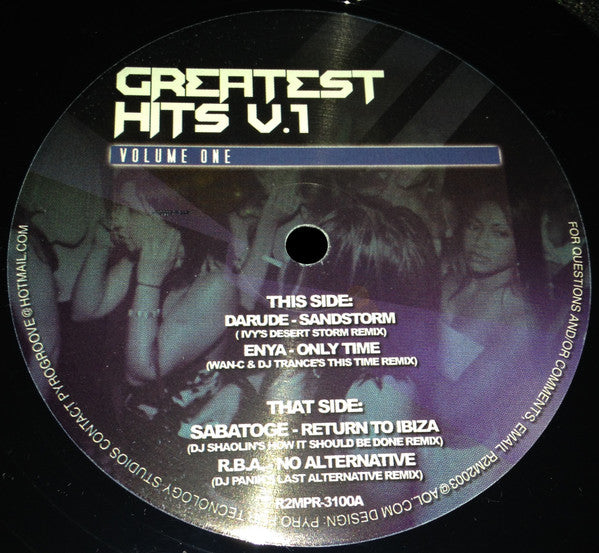 GREATEST
HITS V.1
VOLUME ONE
THIS SIDE:
DARUDE - SANDSTORM
( IVY'S DESERT STORM REMIX)
ENYA - ONLY TIME
(WAN-C & DJ TRANCE'S THIS TIME REMIX)
THAT SIDE:
SABATOGE - RETURN TO IBIZA
(DJ SHAOLIN'S HOW IT SHOULD BE DONE REMIX)
R.B.A. - NO ALTERNATIVE
(DJ PANIK'S LAST ALTERNATIVE REMIX)
R2MPR-3100A
FOR QUESTIONS AND/OR COMMENTS, EMAIL: R2M2003@AOL.COM DESIGN: PYRO TECNOLOGY STUDIOS CONTACT PYROGROOVE@HOTMAIL.COM